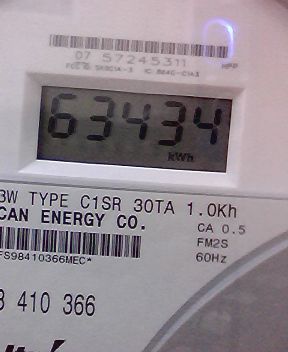 07 57245311
63434
kWh
3W TYPE C1SR 30TA 1.0Kh
CAN ENERGY CO.
CA 0.5
FM2S
FS98410366MEC*
60Hz
410 366